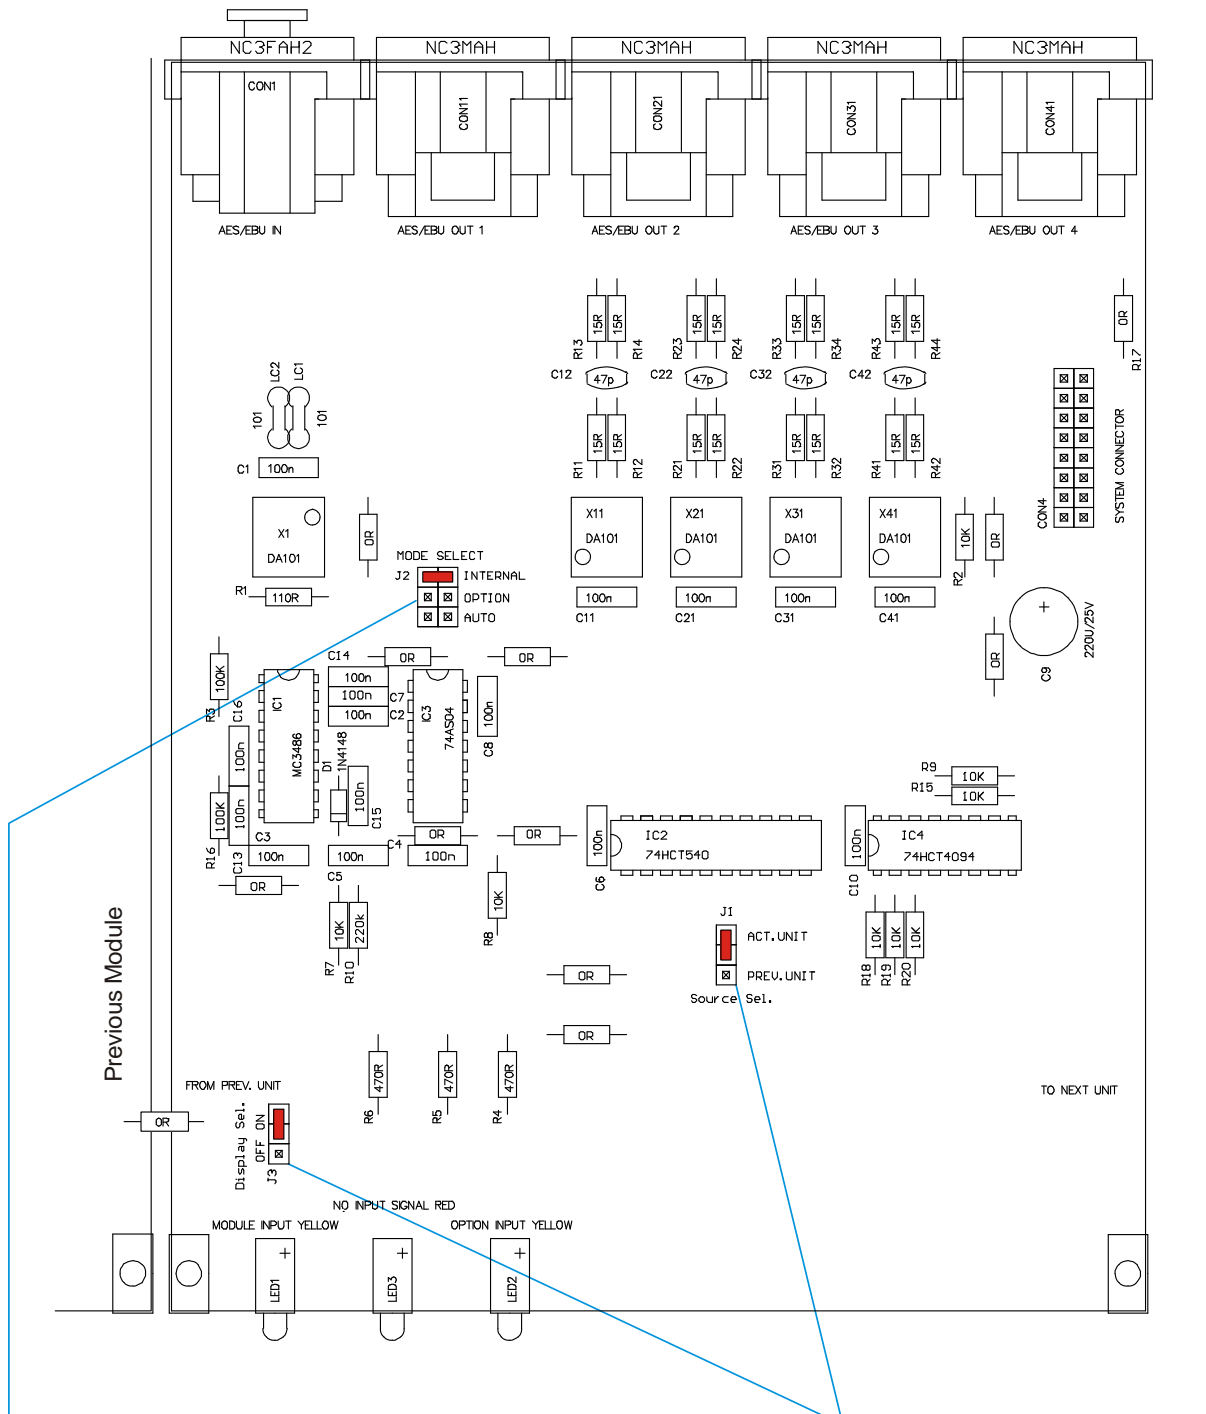 NC3FAH2 NC3MAH NC3MAH NC3MAH NC3MAH
CON1 CON11 CON21 CON31 CON41
AES/EBU IN AES/EBU OUT 1 AES/EBU OUT 2 AES/EBU OUT 3 AES/EBU OUT 4
15R 15R 15R 15R 15R 15R 15R 15R 0R
R13 R14 R23 R24 R33 R34 R43 R44 R17
LC2 LC1
C12 47p C22 47p C32 47p C42 47p
101 101
15R 15R 15R 15R 15R 15R 15R 15R
R11 R12 R21 R22 R31 R32 R41 R42
SYSTEM CONNECTOR
CON4
C1 100n
X1 DA101
0R
X11 X21 X31 X41
DA101 DA101 DA101 DA101
10K 0R
R2
MODE SELECT
J2 INTERNAL
OPTION
AUTO
R1 110R
100n 100n 100n 100n
C11 C21 C31 C41
220U/25V
C9
0R
C14 0R 0R
100K
R3
C16
100n
100n C7
100n C2
IC1
MC3486
IC3
74AS04
100n
C8
100n
D1
1N4148
100n
C15
R9 10K
R15 10K
100K
R16
100n
C13
C3
100n
100n
C5
C4
100n
0R 0R
0R
100n
C6
IC2
74HCT540
100n
C10
IC4
74HCT4094
10K
R7
220k
R10
10K
R8
J1
ACT.UNIT
PREV.UNIT
Source Sel.
10K 10K 10K
R18 R19 R20
0R
0R
Previous Module
470R 470R 470R
R6 R5 R4
FROM PREV. UNIT
TO NEXT UNIT
0R
Display Sel.
OFF ON
J3
NO INPUT SIGNAL RED
MODULE INPUT YELLOW OPTION INPUT YELLOW
+ + +
LED1 LED3 LED2